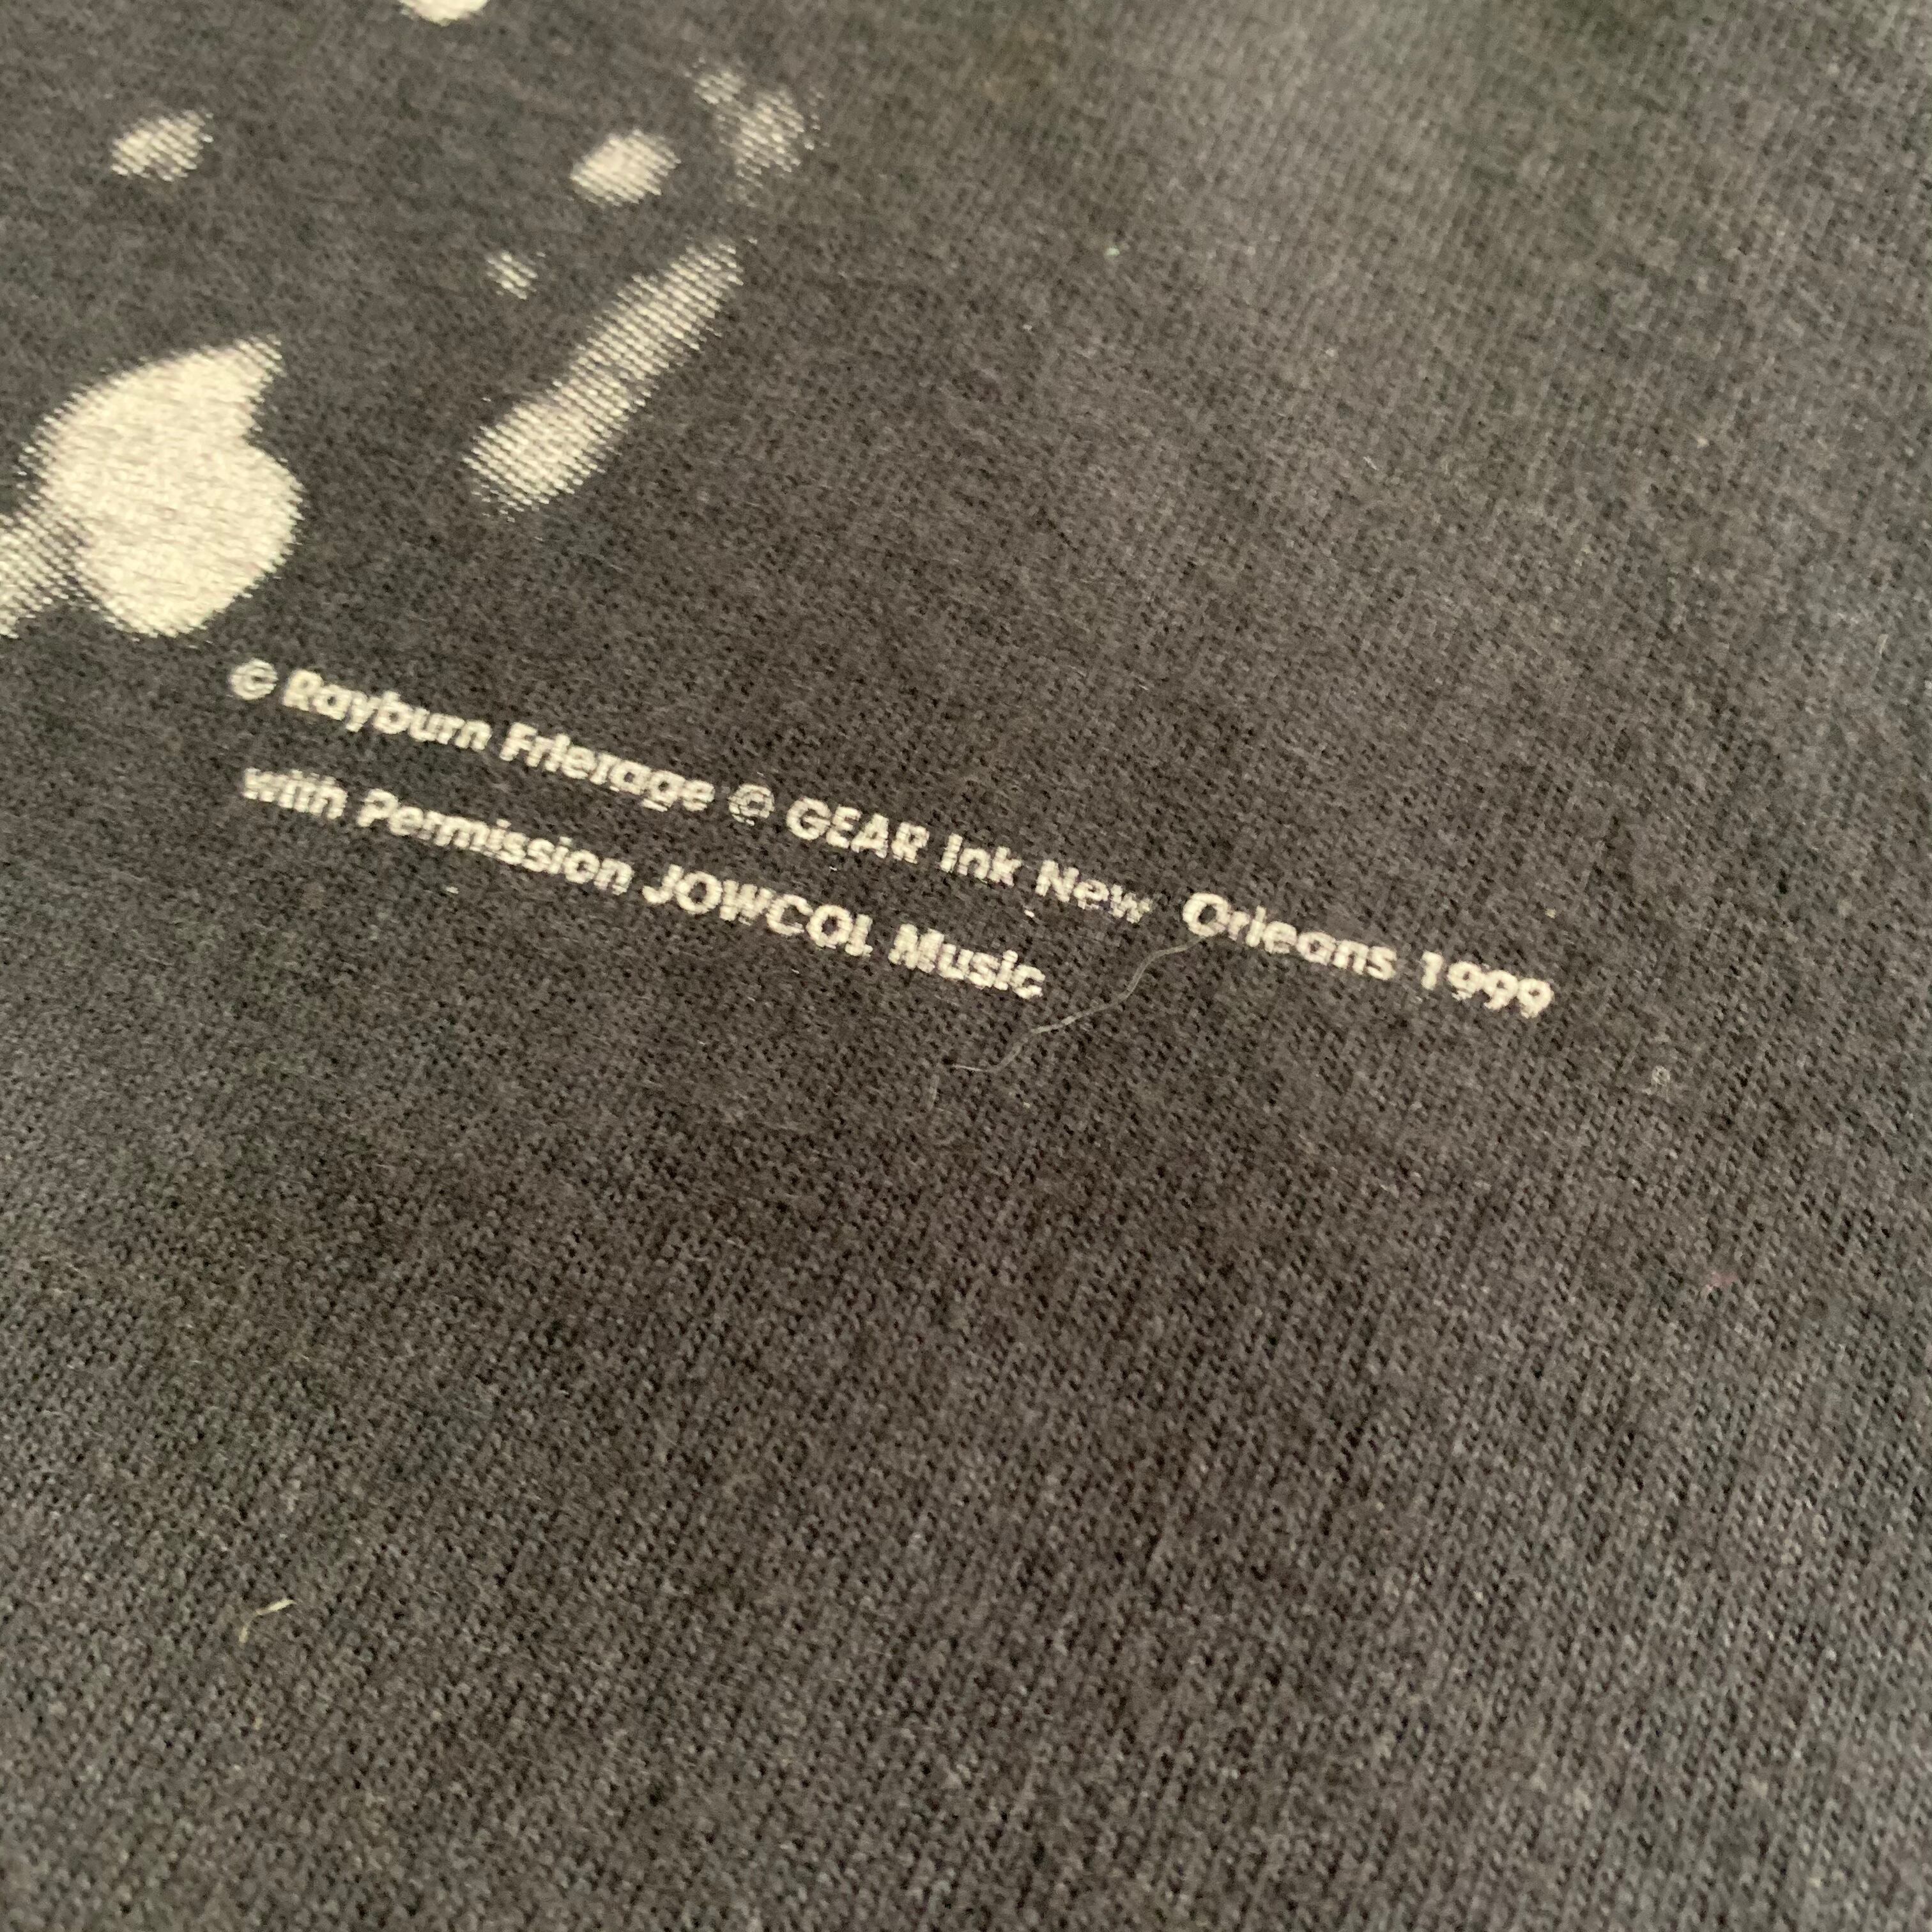 © Rayburn Frierage © GEAR Ink New Orleans 1999
with Permission JOWCOL Music